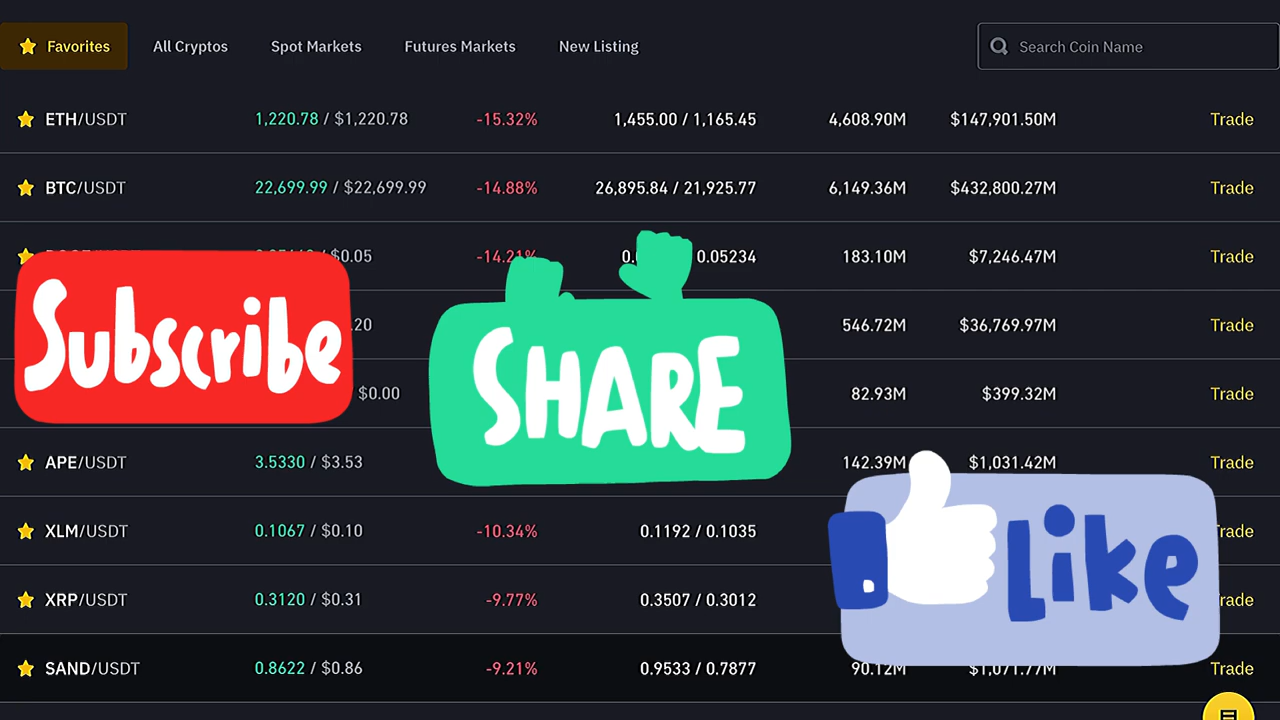 Favorites All Cryptos Spot Markets Futures Markets New Listing Search Coin Name
ETH/USDT 1,220.78 / $1,220.78 -15.32% 1,455.00 / 1,165.45 4,608.90M $147,901.50M Trade
BTC/USDT 22,699.99 / $22,699.99 -14.88% 26,895.84 / 21,925.77 6,149.36M $432,800.27M Trade
$0.05 -14.21% 0.05234 183.10M $7,246.47M Trade
546.72M $36,769.97M Trade
Subscribe SHARE
$0.00 82.93M $399.32M Trade
APE/USDT 3.5330 / $3.53 142.39M $1,031.42M Trade
XLM/USDT 0.1067 / $0.10 -10.34% 0.1192 / 0.1035
Like
XRP/USDT 0.3120 / $0.31 -9.77% 0.3507 / 0.3012
SAND/USDT 0.8622 / $0.86 -9.21% 0.9533 / 0.7877 90.12M $1,071.77M Trade